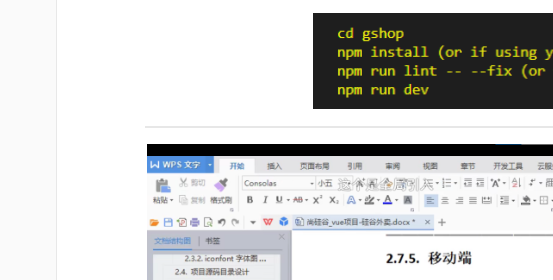 cd gshop
npm install (or if using y
npm run lint -- --fix (or
npm run dev
WPS 文字 开始 插入 页面布局 引用 审阅 视图 章节 开发工具 云服
剪切 Consolas 小五
粘贴 复制 格式刷 B I U AB X² X₂
尚硅谷_vue项目-硅谷外卖.docx *
文档结构图 书签
2.3.2. iconfont 字体图...
2.4. 项目源码目录设计
2.7.5. 移动端